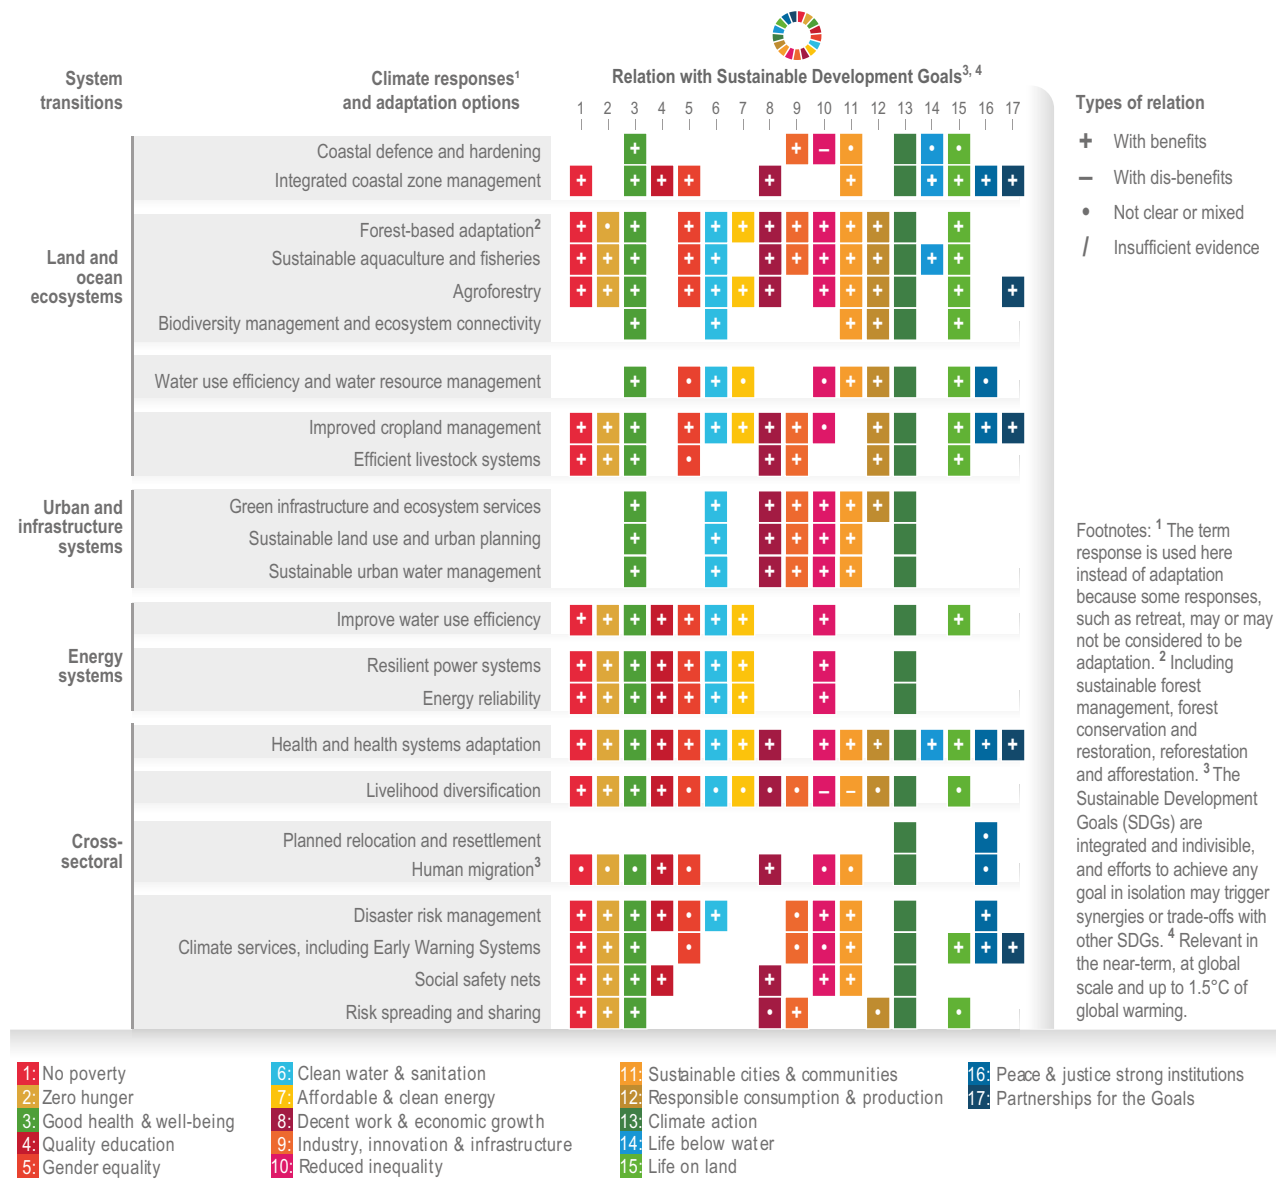 System
transitions
Climate responses¹
and adaptation options
Relation with Sustainable Development Goals3, 4
1 2 3 4 5 6 7 8 9 10 11 12 13 14 15 16 17
Types of relation
+ With benefits
– With dis-benefits
• Not clear or mixed
/ Insufficient evidence
Land and
ocean
ecosystems
Coastal defence and hardening + + – • • •
Integrated coastal zone management + + + + + + + + + +
Forest-based adaptation2 + • + + + + + + + + + +
Sustainable aquaculture and fisheries + + + + + + + + + + + +
Agroforestry + + + + + + + + + + + +
Biodiversity management and ecosystem connectivity + + + + +
Water use efficiency and water resource management + • + • • + + + •
Improved cropland management + + + + + + + + • + + + +
Efficient livestock systems + + + • + + + +
Urban and
infrastructure
systems
Green infrastructure and ecosystem services + + + + + + +
Sustainable land use and urban planning + + + + + +
Sustainable urban water management + + + + + +
Energy
systems
Improve water use efficiency + + + + + + + + +
Resilient power systems + + + + + + + +
Energy reliability + + + + + + + +
Cross-
sectoral
Health and health systems adaptation + + + + + + + + + + + + + + +
Livelihood diversification + + + + • • • • • – – • •
Planned relocation and resettlement •
Human migration3 • • • + • + • • •
Disaster risk management + + + + • + • + + +
Climate services, including Early Warning Systems + + + • • • + + + +
Social safety nets + + + + + + +
Risk spreading and sharing + + + • + • •
Footnotes: 1 The term
response is used here
instead of adaptation
because some responses,
such as retreat, may or may
not be considered to be
adaptation. 2 Including
sustainable forest
management, forest
conservation and
restoration, reforestation
and afforestation. 3 The
Sustainable Development
Goals (SDGs) are
integrated and indivisible,
and efforts to achieve any
goal in isolation may trigger
synergies or trade-offs with
other SDGs. 4 Relevant in
the near-term, at global
scale and up to 1.5°C of
global warming.
1: No poverty
2: Zero hunger
3: Good health & well-being
4: Quality education
5: Gender equality
6: Clean water & sanitation
7: Affordable & clean energy
8: Decent work & economic growth
9: Industry, innovation & infrastructure
10: Reduced inequality
11: Sustainable cities & communities
12: Responsible consumption & production
13: Climate action
14: Life below water
15: Life on land
16: Peace & justice strong institutions
17: Partnerships for the Goals